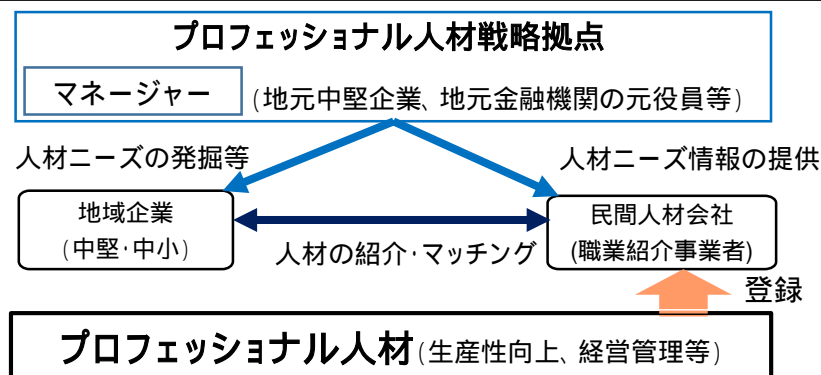 プロフェッショナル人材戦略拠点
マネージャー (地元中堅企業、地元金融機関の元役員等)
人材ニーズの発掘等
人材ニーズ情報の提供
地域企業
(中堅・中小)
人材の紹介・マッチング
民間人材会社
(職業紹介事業者)
登録
プロフェッショナル人材(生産性向上、経営管理等)